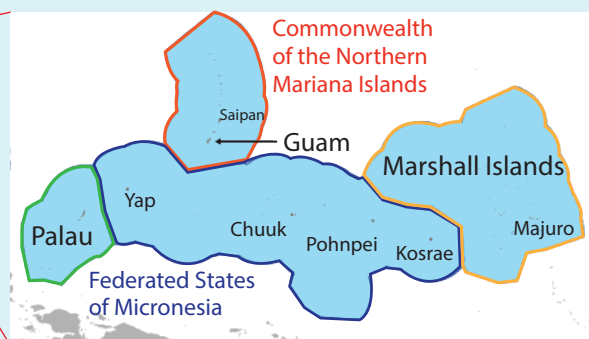 Commonwealth
of the Northern
Mariana Islands
Saipan
Guam
Marshall Islands
Yap
Palau
Chuuk
Pohnpei
Kosrae
Majuro
Federated States
of Micronesia